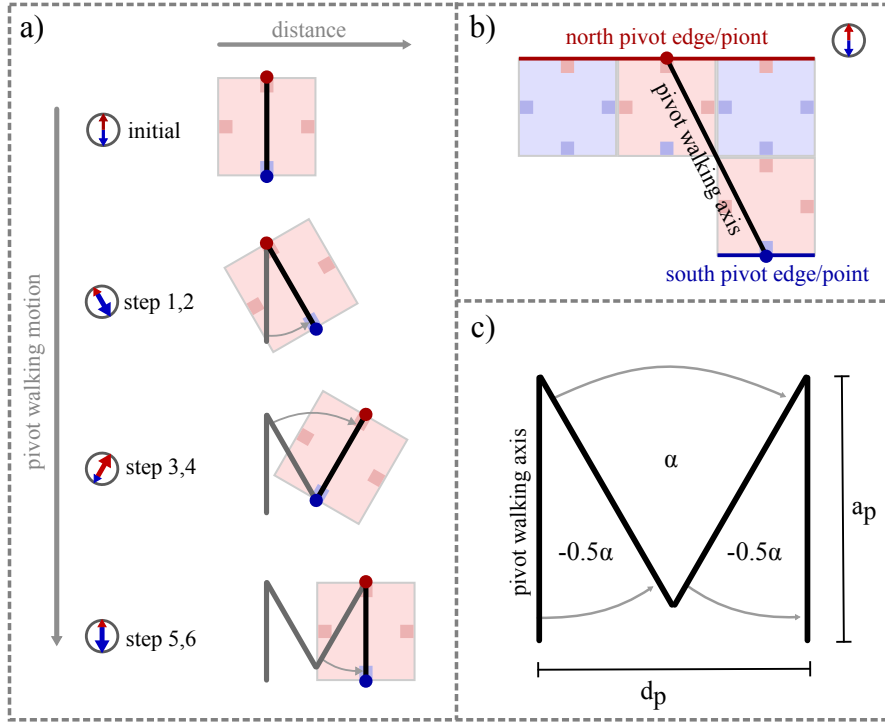 a)
distance
pivot walking motion
initial
step 1,2
step 3,4
step 5,6
b)
north pivot edge/piont
pivot walking axis
south pivot edge/point
c)
pivot walking axis
α
-0.5α
-0.5α
aₚ
dₚ